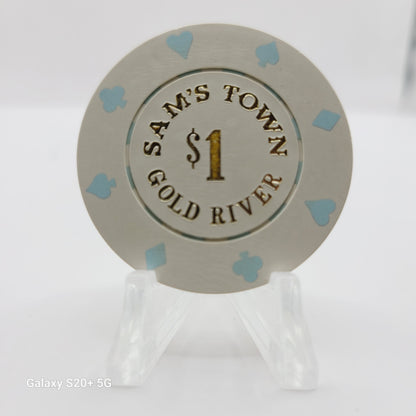 SAM'S TOWN
$1
GOLD RIVER
Galaxy S20+ 5G